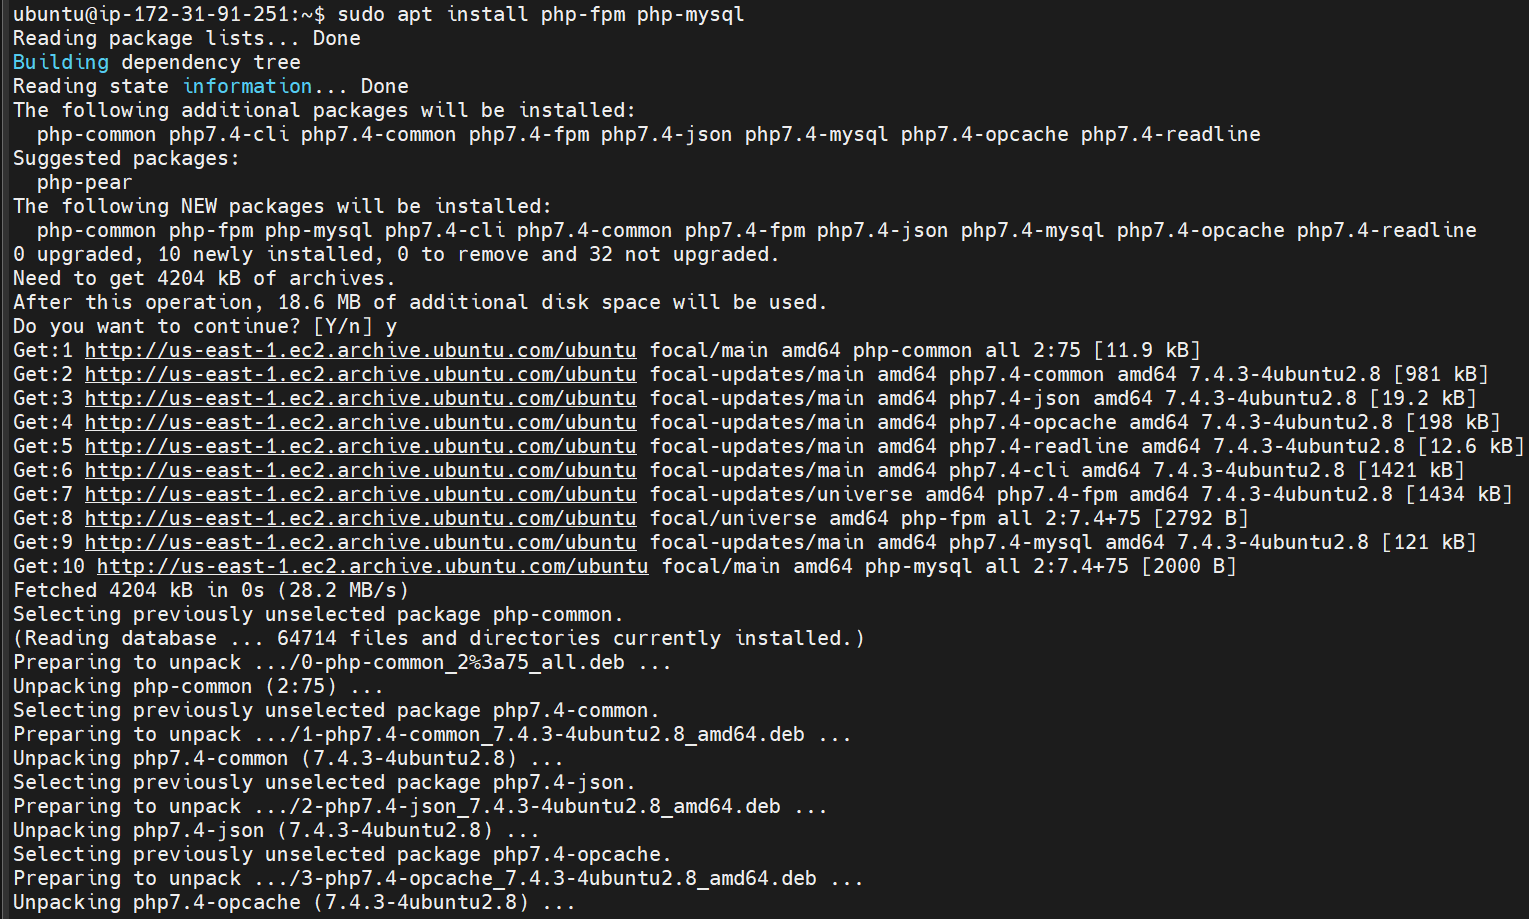 ubuntu@ip-172-31-91-251:~$ sudo apt install php-fpm php-mysql
Reading package lists... Done
Building dependency tree
Reading state information... Done
The following additional packages will be installed:
  php-common php7.4-cli php7.4-common php7.4-fpm php7.4-json php7.4-mysql php7.4-opcache php7.4-readline
Suggested packages:
  php-pear
The following NEW packages will be installed:
  php-common php-fpm php-mysql php7.4-cli php7.4-common php7.4-fpm php7.4-json php7.4-mysql php7.4-opcache php7.4-readline
0 upgraded, 10 newly installed, 0 to remove and 32 not upgraded.
Need to get 4204 kB of archives.
After this operation, 18.6 MB of additional disk space will be used.
Do you want to continue? [Y/n] y
Get:1 http://us-east-1.ec2.archive.ubuntu.com/ubuntu focal/main amd64 php-common all 2:75 [11.9 kB]
Get:2 http://us-east-1.ec2.archive.ubuntu.com/ubuntu focal-updates/main amd64 php7.4-common amd64 7.4.3-4ubuntu2.8 [981 kB]
Get:3 http://us-east-1.ec2.archive.ubuntu.com/ubuntu focal-updates/main amd64 php7.4-json amd64 7.4.3-4ubuntu2.8 [19.2 kB]
Get:4 http://us-east-1.ec2.archive.ubuntu.com/ubuntu focal-updates/main amd64 php7.4-opcache amd64 7.4.3-4ubuntu2.8 [198 kB]
Get:5 http://us-east-1.ec2.archive.ubuntu.com/ubuntu focal-updates/main amd64 php7.4-readline amd64 7.4.3-4ubuntu2.8 [12.6 kB]
Get:6 http://us-east-1.ec2.archive.ubuntu.com/ubuntu focal-updates/main amd64 php7.4-cli amd64 7.4.3-4ubuntu2.8 [1421 kB]
Get:7 http://us-east-1.ec2.archive.ubuntu.com/ubuntu focal-updates/universe amd64 php7.4-fpm amd64 7.4.3-4ubuntu2.8 [1434 kB]
Get:8 http://us-east-1.ec2.archive.ubuntu.com/ubuntu focal/universe amd64 php-fpm all 2:7.4+75 [2792 B]
Get:9 http://us-east-1.ec2.archive.ubuntu.com/ubuntu focal-updates/main amd64 php7.4-mysql amd64 7.4.3-4ubuntu2.8 [121 kB]
Get:10 http://us-east-1.ec2.archive.ubuntu.com/ubuntu focal/main amd64 php-mysql all 2:7.4+75 [2000 B]
Fetched 4204 kB in 0s (28.2 MB/s)
Selecting previously unselected package php-common.
(Reading database ... 64714 files and directories currently installed.)
Preparing to unpack .../0-php-common_2%3a75_all.deb ...
Unpacking php-common (2:75) ...
Selecting previously unselected package php7.4-common.
Preparing to unpack .../1-php7.4-common_7.4.3-4ubuntu2.8_amd64.deb ...
Unpacking php7.4-common (7.4.3-4ubuntu2.8) ...
Selecting previously unselected package php7.4-json.
Preparing to unpack .../2-php7.4-json_7.4.3-4ubuntu2.8_amd64.deb ...
Unpacking php7.4-json (7.4.3-4ubuntu2.8) ...
Selecting previously unselected package php7.4-opcache.
Preparing to unpack .../3-php7.4-opcache_7.4.3-4ubuntu2.8_amd64.deb ...
Unpacking php7.4-opcache (7.4.3-4ubuntu2.8) ...